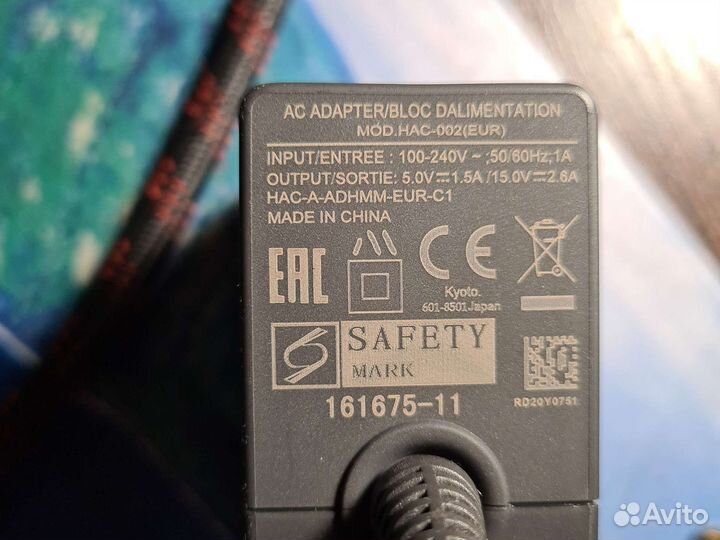 AC ADAPTER/BLOC DALIMENTATION
MOD.HAC-002(EUR)
INPUT/ENTREE : 100-240V ~ ;50/60Hz;1A
OUTPUT/SORTIE: 5.0V⎓1.5A /15.0V⎓2.6A
HAC-A-ADHMM-EUR-C1
MADE IN CHINA
EAC
CE
Kyoto.
601-8501Japan
SAFETY
MARK
161675-11
RD20Y0751
Avito